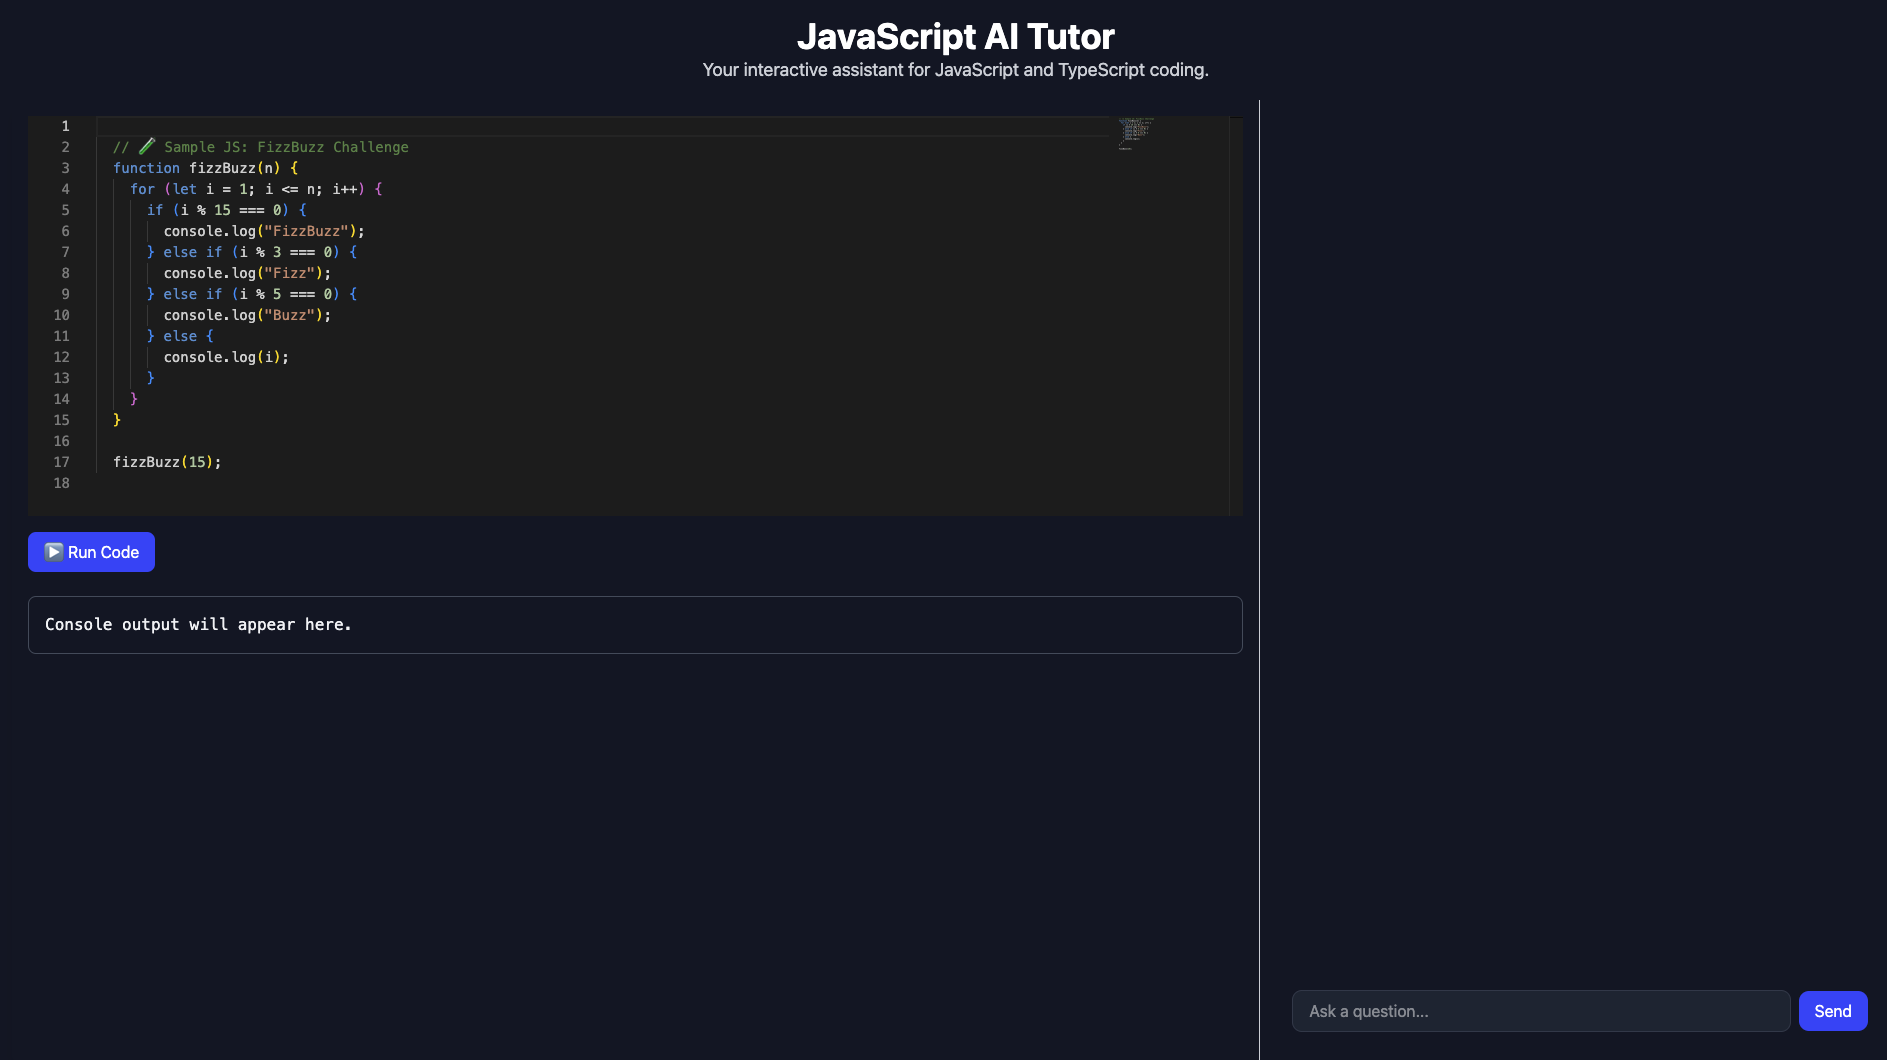 JavaScript AI Tutor
Your interactive assistant for JavaScript and TypeScript coding.
1
2 // 🧪 Sample JS: FizzBuzz Challenge
3 function fizzBuzz(n) {
4   for (let i = 1; i <= n; i++) {
5     if (i % 15 === 0) {
6       console.log("FizzBuzz");
7     } else if (i % 3 === 0) {
8       console.log("Fizz");
9     } else if (i % 5 === 0) {
10       console.log("Buzz");
11     } else {
12       console.log(i);
13     }
14   }
15 }
16
17 fizzBuzz(15);
18
▶️ Run Code
Console output will appear here.
Ask a question...
Send